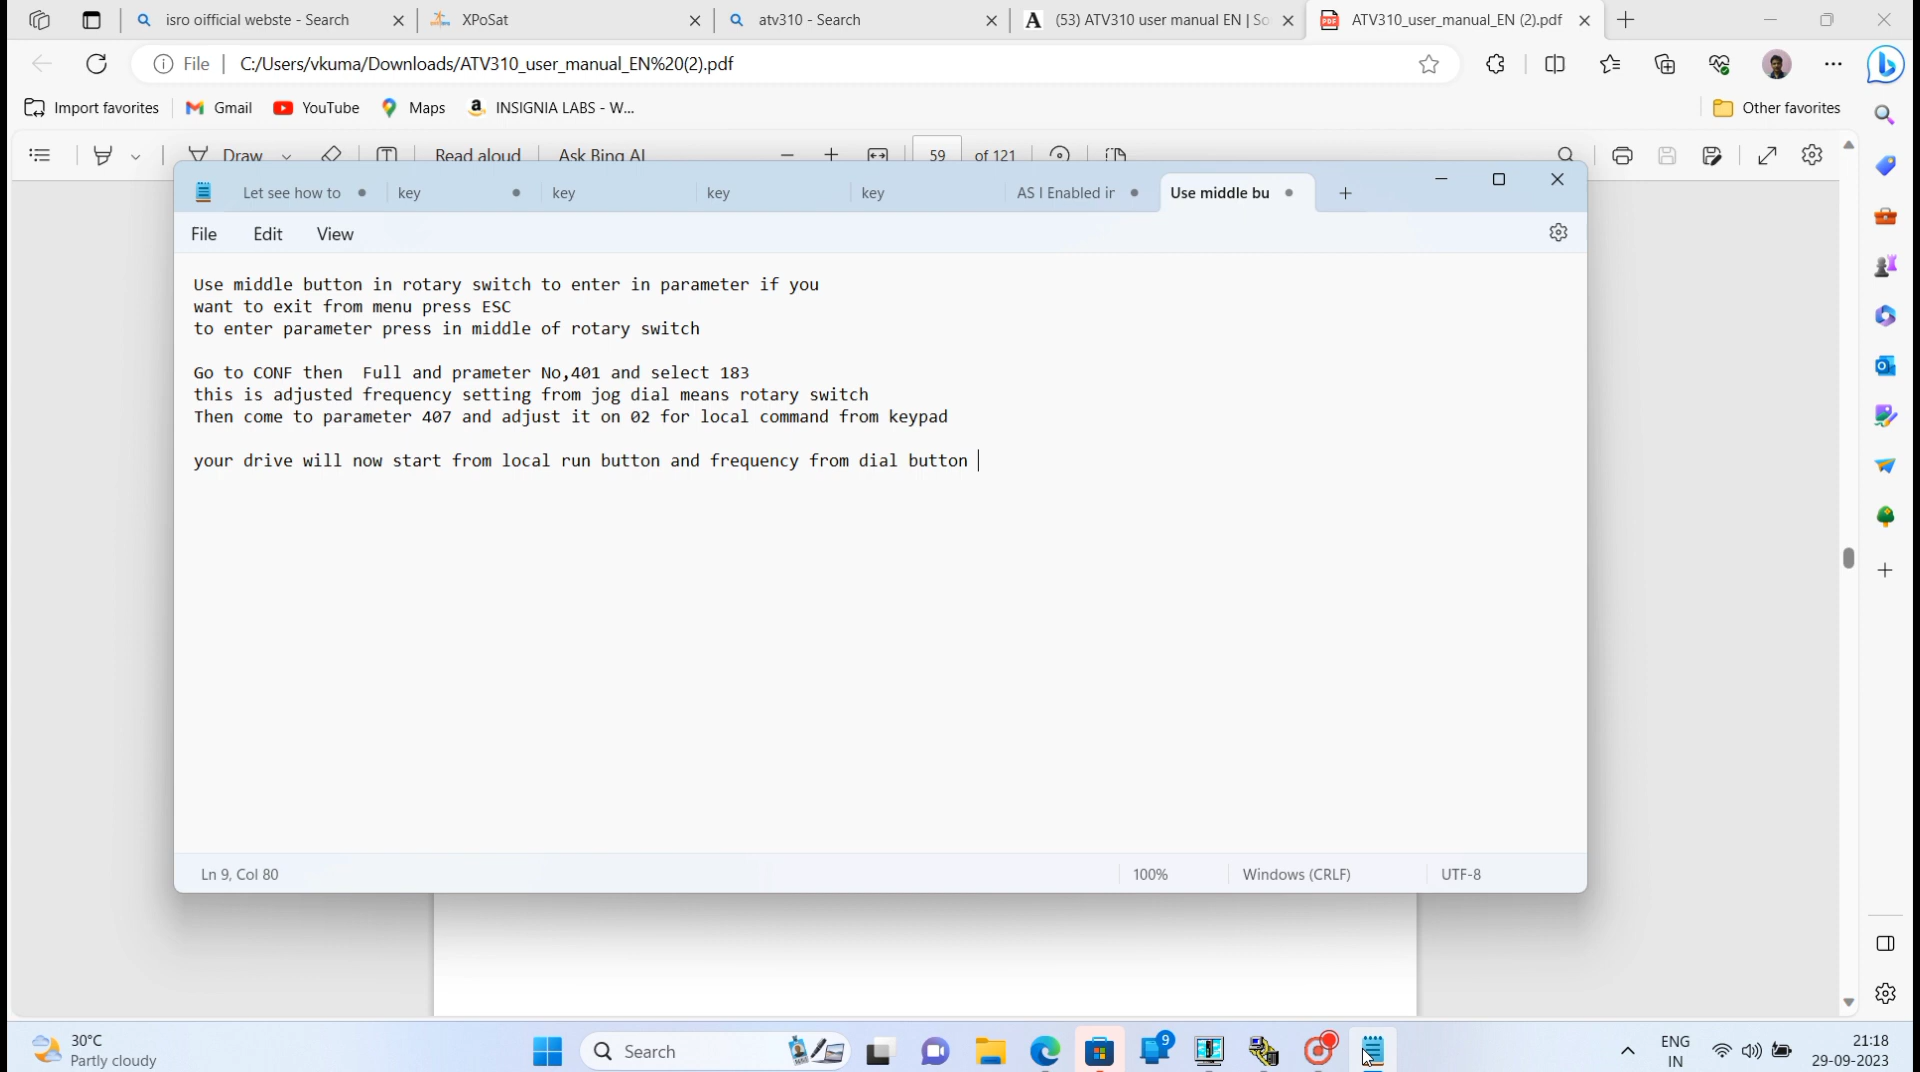 isro oifficial webste - Search
XPoSat
atv310 - Search
(53) ATV310 user manual EN | So
ATV310_user_manual_EN (2).pdf
File
C:/Users/vkuma/Downloads/ATV310_user_manual_EN%20(2).pdf
Import favorites
Gmail
YouTube
Maps
INSIGNIA LABS - W...
Other favorites
Draw
Read aloud
Ask Bing AI
59
of 121
Let see how to
key
key
key
key
AS I Enabled ir
Use middle bu
File
Edit
View
Use middle button in rotary switch to enter in parameter if you
want to exit from menu press ESC
to enter parameter press in middle of rotary switch
Go to CONF then  Full and prameter No,401 and select 183
this is adjusted frequency setting from jog dial means rotary switch
Then come to parameter 407 and adjust it on 02 for local command from keypad
your drive will now start from local run button and frequency from dial button
Ln 9, Col 80
100%
Windows (CRLF)
UTF-8
30°C
Partly cloudy
Search
9
ENG
IN
21:18
29-09-2023